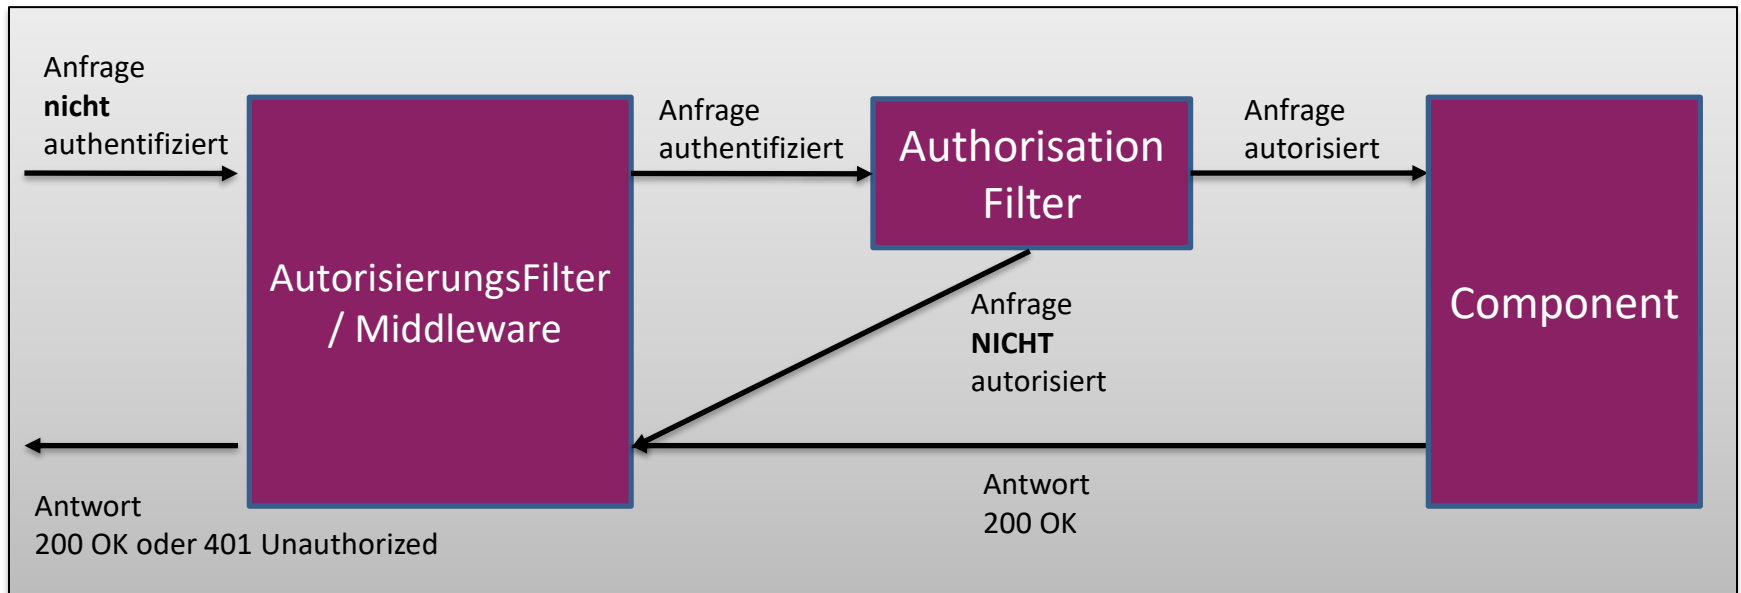 Anfrage
nicht
authentifiziert
AutorisierungsFilter
/ Middleware
Anfrage
authentifiziert
Authorisation
Filter
Anfrage
autorisiert
Component
Anfrage
NICHT
autorisiert
Antwort
200 OK
Antwort
200 OK oder 401 Unauthorized